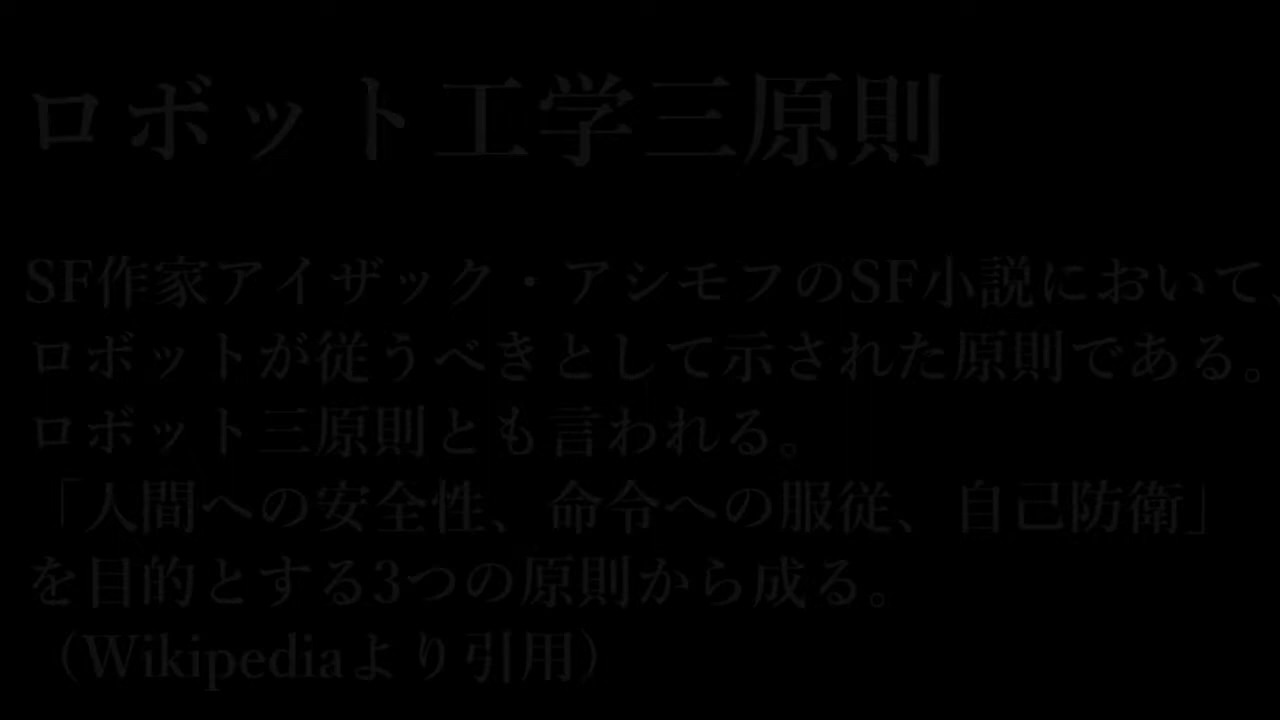 ロボット工学三原則
SF作家アイザック・アシモフのSF小説において、
ロボットが従うべきとして示された原則である。
ロボット三原則とも言われる。
「人間への安全性、命令への服従、自己防衛」
を目的とする3つの原則から成る。
（Wikipediaより引用）